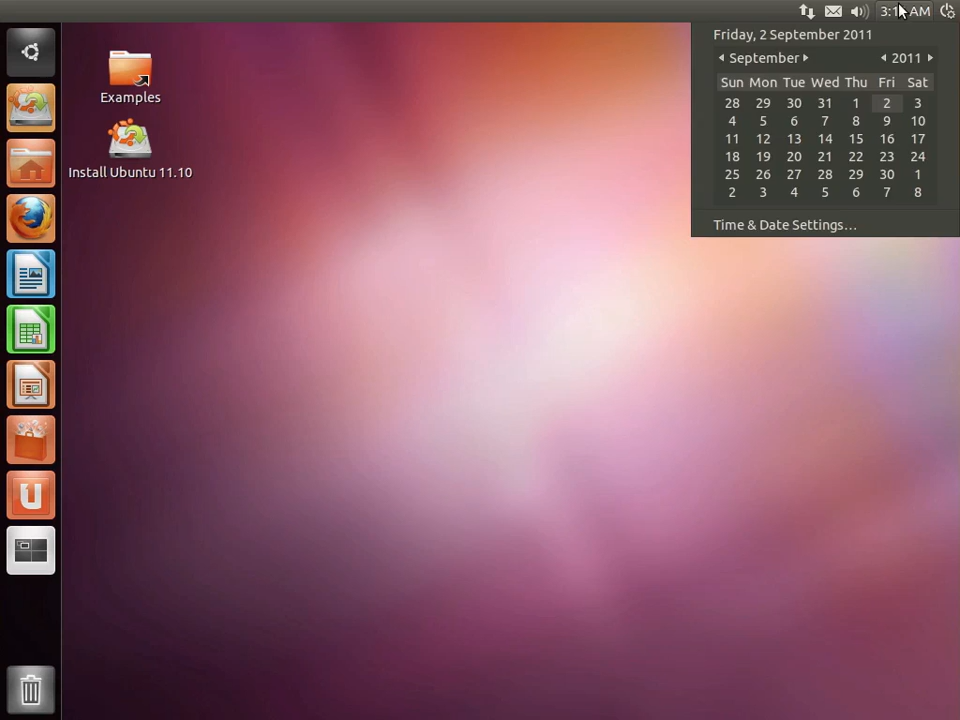 AM
Friday, 2 September 2011
September 2011
Sun Mon Tue Wed Thu Fri Sat
28 29 30 31 1 2 3
4 5 6 7 8 9 10
11 12 13 14 15 16 17
18 19 20 21 22 23 24
25 26 27 28 29 30 1
2 3 4 5 6 7 8
Time & Date Settings…
Examples
Install Ubuntu 11.10